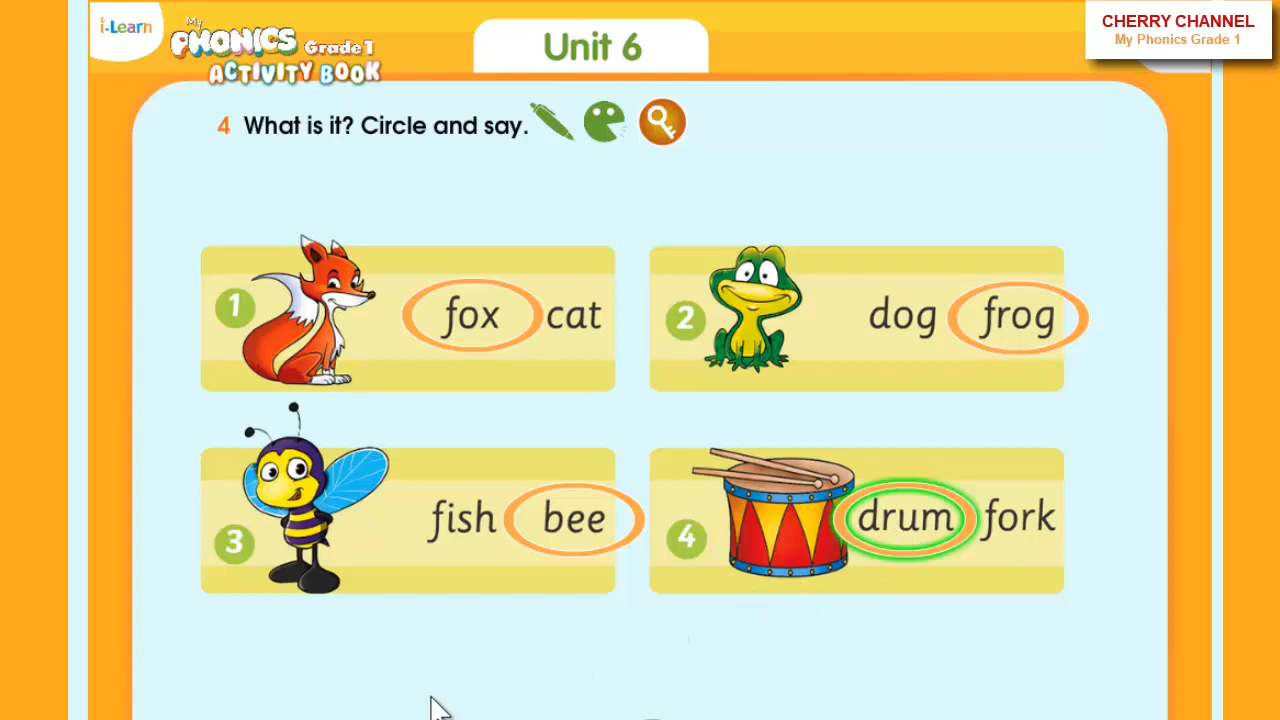 i-Learn
My
PHONICS Grade 1
ACTIVITY BOOK
Unit 6
CHERRY CHANNEL
My Phonics Grade 1
4 What is it? Circle and say.
1 fox cat
2 dog frog
3 fish bee
4 drum fork